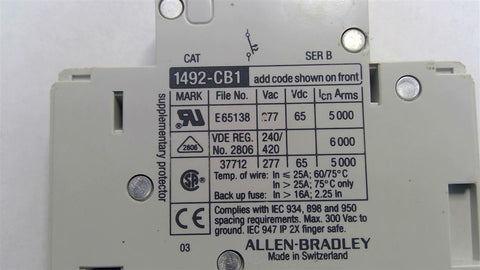 CAT SER B
1492-CB1 add code shown on front
MARK File No. Vac Vdc Icn Arms
E65138 277 65 5000
VDE REG. 240/ 6000
2806 No. 2806 420
37712 277 65 5000
Temp. of wire: In ≤ 25A; 60/75°C
In > 25A; 75°C only
Back up fuse: In > 16A; 2.25 In
Complies with IEC 934, 898 and 950
spacing requirements. Max. 300 Vac to
ground. IEC 947 IP 2X finger safe.
03 ALLEN-BRADLEY
Made in Switzerland
supplementary protector
RU
SA
CE